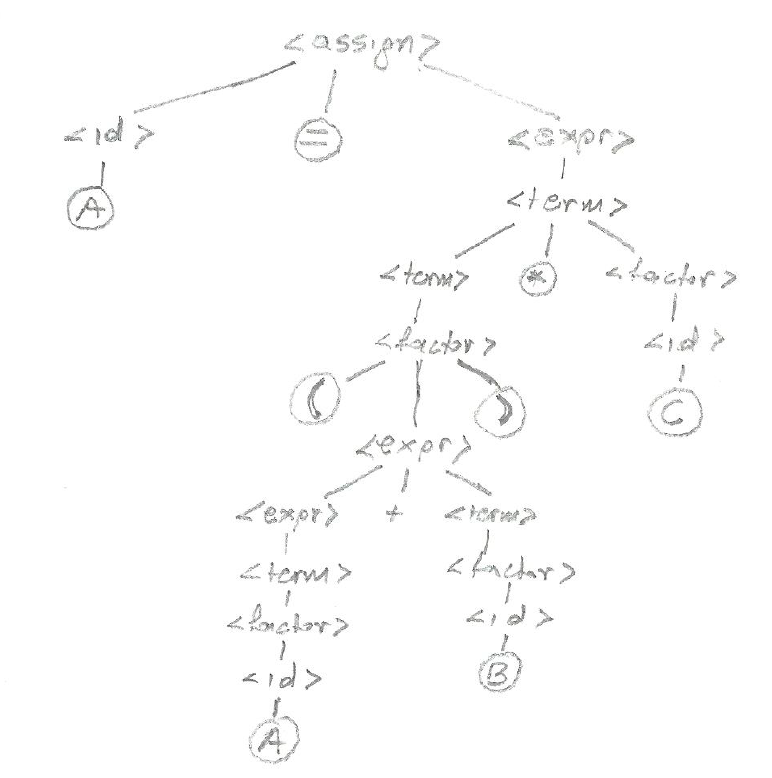 <assign>
<id> = <expr>
A <term>
<term> * <factor>
<factor> <id>
( ) C
<expr>
<expr> + <term>
<term> <factor>
<factor> <id>
<id> B
A